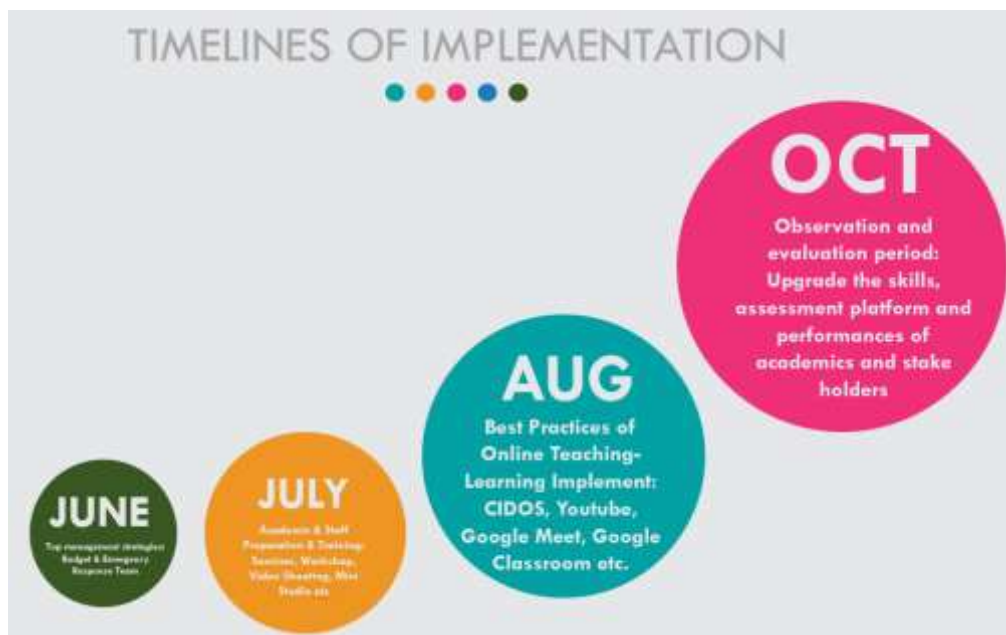 TIMELINES OF IMPLEMENTATION
JUNE
Top management strategies:
Budget & Emergency
Response Team
JULY
Academic & Staff
Preparation & Training:
Seminar, Workshop,
Video Shooting, Mini
Studio etc
AUG
Best Practices of
Online Teaching-
Learning Implement:
CIDOS, Youtube,
Google Meet, Google
Classroom etc.
OCT
Observation and
evaluation period:
Upgrade the skills,
assessment platform and
performances of
academics and stake
holders